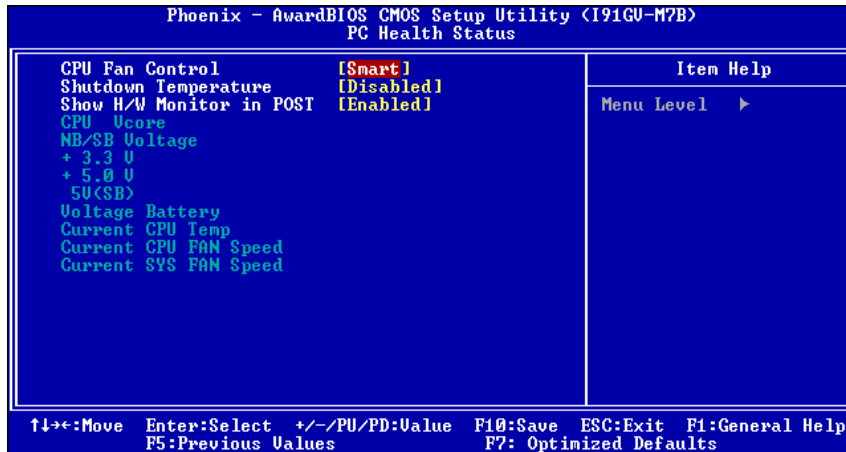 Phoenix - AwardBIOS CMOS Setup Utility (I91GV-M7B)
PC Health Status
CPU Fan Control [Smart]
Shutdown Temperature [Disabled]
Show H/W Monitor in POST [Enabled]
CPU Vcore
NB/SB Voltage
+ 3.3 V
+ 5.0 V
5V(SB)
Voltage Battery
Current CPU Temp
Current CPU FAN Speed
Current SYS FAN Speed
Item Help
Menu Level ▶
↑↓→←:Move Enter:Select +/-/PU/PD:Value F10:Save ESC:Exit F1:General Help
F5:Previous Values F7: Optimized Defaults